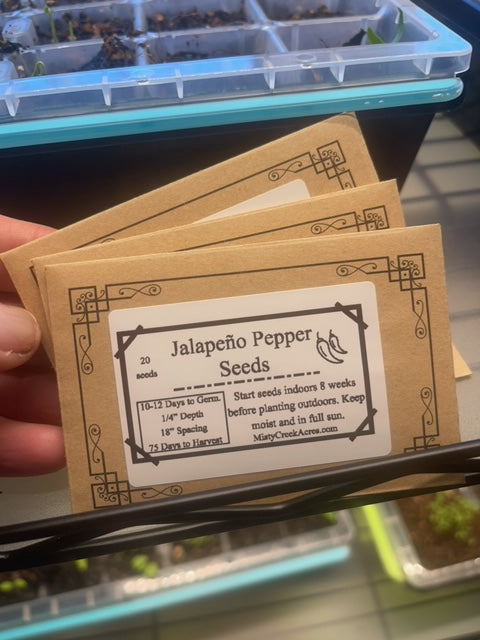 Jalapeño Pepper
Seeds
20
seeds
10-12 Days to Germ.
1/4" Depth
18" Spacing
75 Days to Harvest
Start seeds indoors 8 weeks
before planting outdoors. Keep
moist and in full sun.
MistyCreekAcres.com